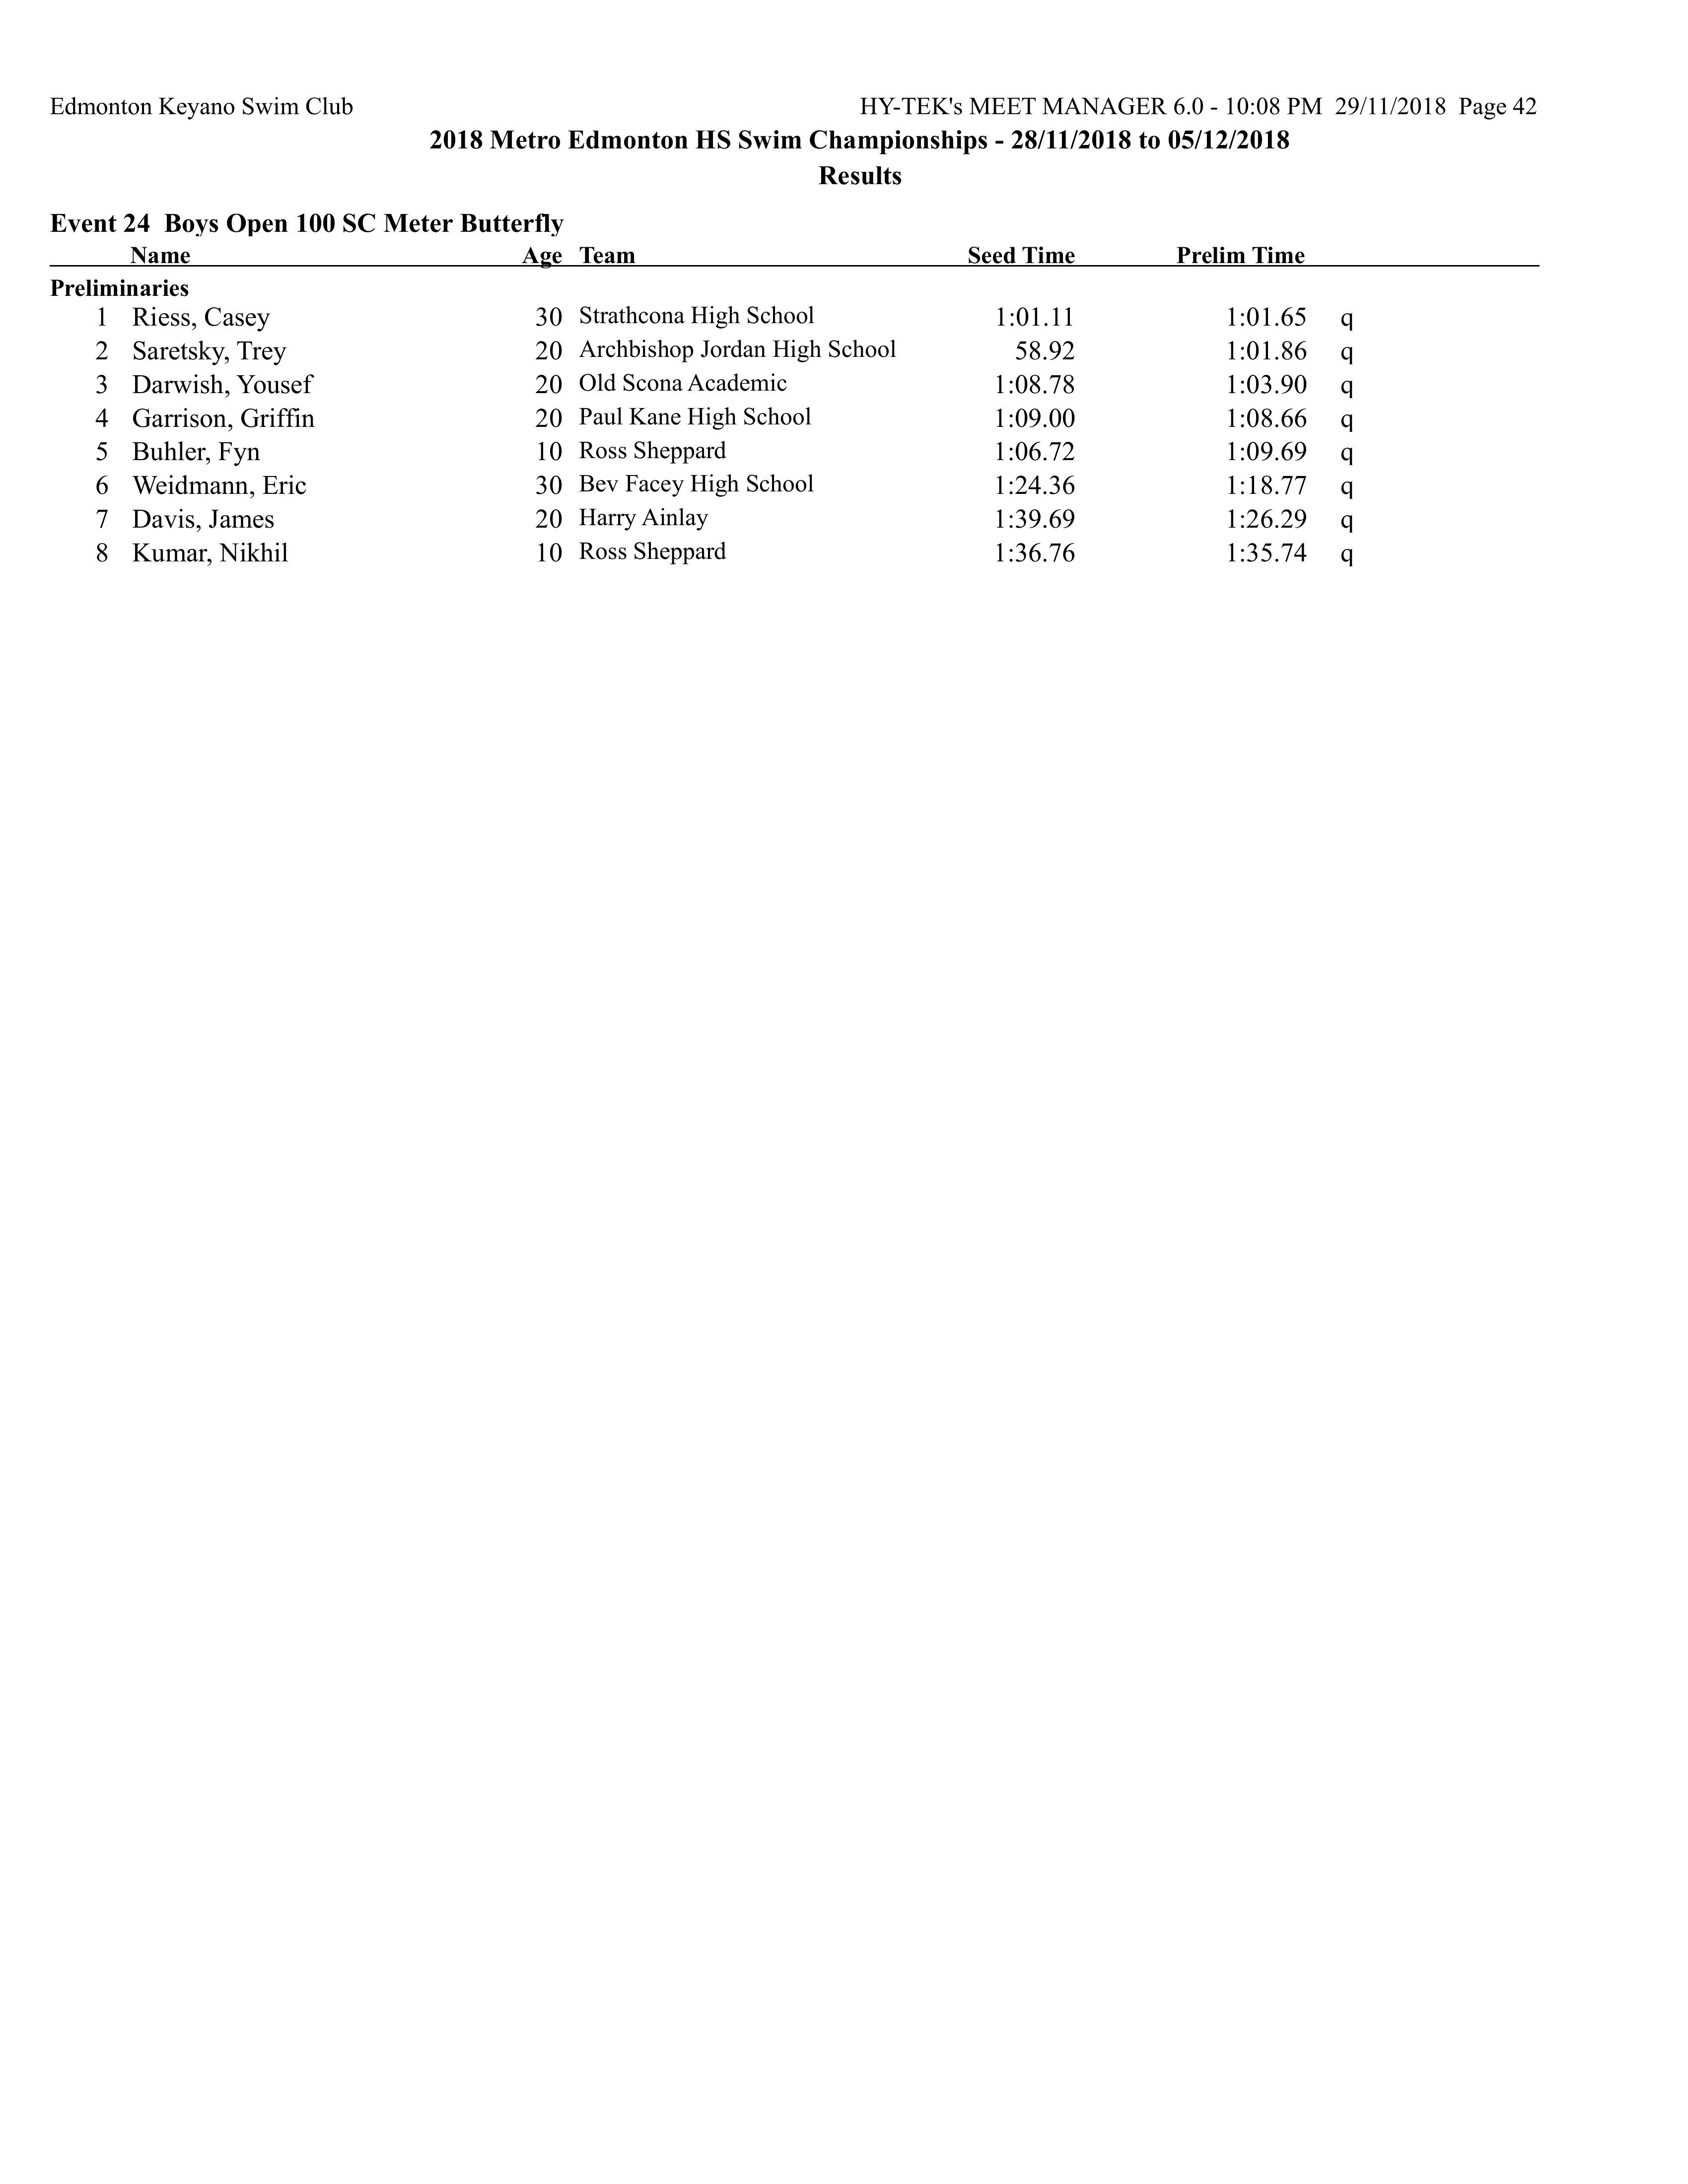 Edmonton Keyano Swim Club HY-TEK's MEET MANAGER 6.0 - 10:08 PM 29/11/2018 Page 42
2018 Metro Edmonton HS Swim Championships - 28/11/2018 to 05/12/2018
Results
Event 24 Boys Open 100 SC Meter Butterfly
Name Age Team Seed Time Prelim Time
Preliminaries
1 Riess, Casey 30 Strathcona High School 1:01.11 1:01.65 q
2 Saretsky, Trey 20 Archbishop Jordan High School 58.92 1:01.86 q
3 Darwish, Yousef 20 Old Scona Academic 1:08.78 1:03.90 q
4 Garrison, Griffin 20 Paul Kane High School 1:09.00 1:08.66 q
5 Buhler, Fyn 10 Ross Sheppard 1:06.72 1:09.69 q
6 Weidmann, Eric 30 Bev Facey High School 1:24.36 1:18.77 q
7 Davis, James 20 Harry Ainlay 1:39.69 1:26.29 q
8 Kumar, Nikhil 10 Ross Sheppard 1:36.76 1:35.74 q